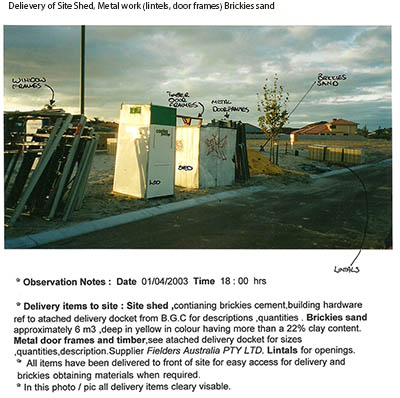 Delievery of Site Shed, Metal work (lintels, door frames) Brickies sand
WINDOW
FRAMES
TIMBER
DOOR
FRAMES
METAL
DOORFRAMES
BRICKIES
SAND
LOO
SHED
LINTALS
* Observation Notes : Date 01/04/2003 Time 18 : 00 hrs
* Delivery items to site : Site shed ,contianing brickies cement,building hardware
ref to atached delivery docket from B.G.C for descriptions ,quantities . Brickies sand
approximately 6 m3 ,deep in yellow in colour having more than a 22% clay content.
Metal door frames and timber,see atached delivery docket for sizes
,quantities,description.Supplier Fielders Australia PTY LTD. Lintals for openings.
* All items have been delivered to front of site for easy access for delivery and
brickies obtaining materials when required.
* In this photo / pic all delivery items cleary visable.